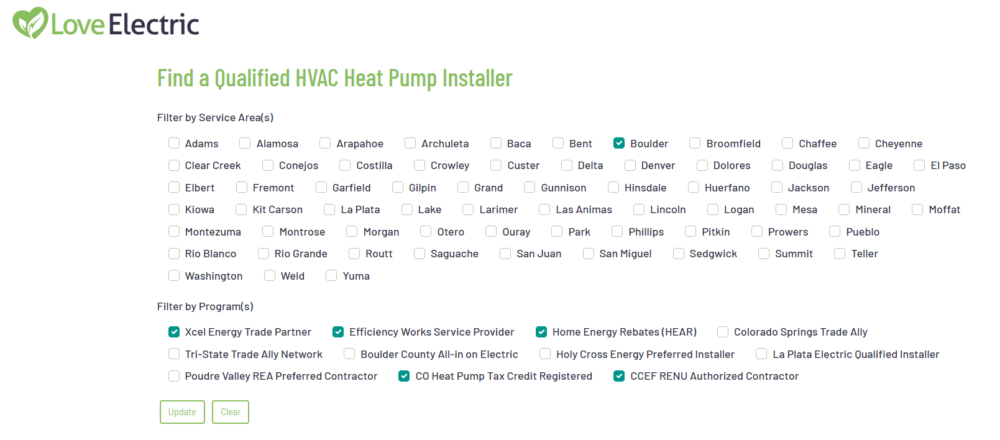 Love Electric
Find a Qualified HVAC Heat Pump Installer
Filter by Service Area(s)
Adams Alamosa Arapahoe Archuleta Baca Bent Boulder Broomfield Chaffee Cheyenne
Clear Creek Conejos Costilla Crowley Custer Delta Denver Dolores Douglas Eagle El Paso
Elbert Fremont Garfield Gilpin Grand Gunnison Hinsdale Huerfano Jackson Jefferson
Kiowa Kit Carson La Plata Lake Larimer Las Animas Lincoln Logan Mesa Mineral Moffat
Montezuma Montrose Morgan Otero Ouray Park Phillips Pitkin Prowers Pueblo
Rio Blanco Rio Grande Routt Saguache San Juan San Miguel Sedgwick Summit Teller
Washington Weld Yuma
Filter by Program(s)
Xcel Energy Trade Partner Efficiency Works Service Provider Home Energy Rebates (HEAR) Colorado Springs Trade Ally
Tri-State Trade Ally Network Boulder County All-in on Electric Holy Cross Energy Preferred Installer La Plata Electric Qualified Installer
Poudre Valley REA Preferred Contractor CO Heat Pump Tax Credit Registered CCEF RENU Authorized Contractor
Update Clear